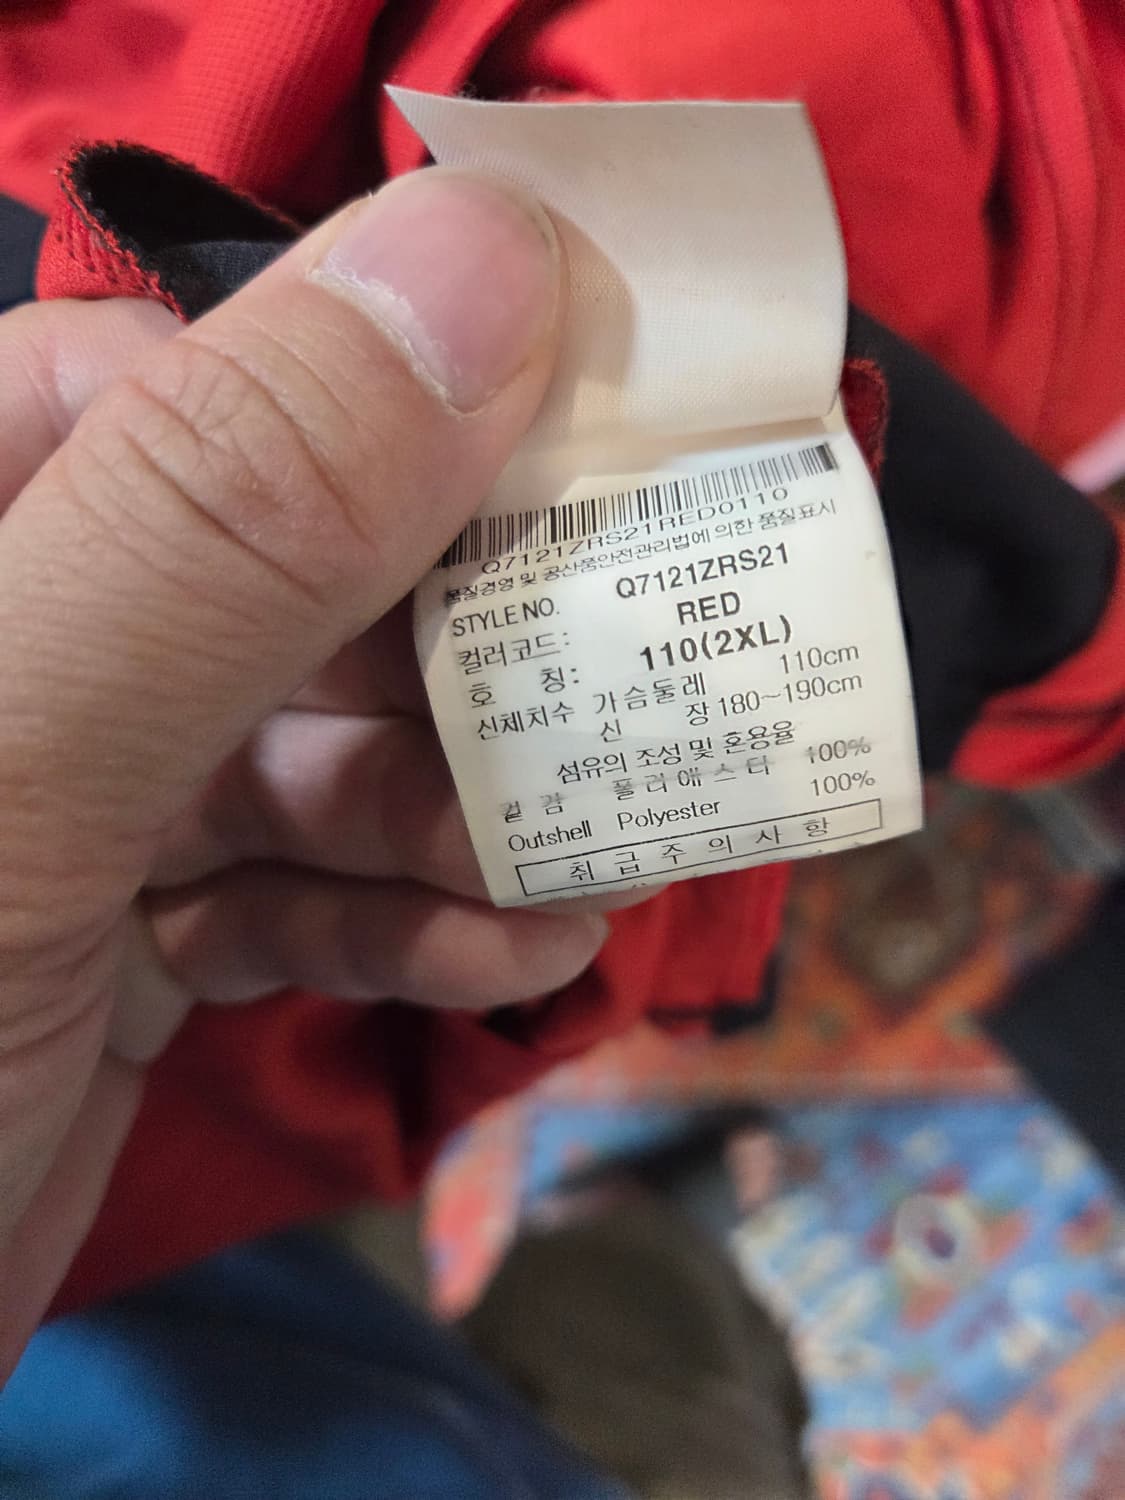 Q7121ZRS21RED0110
품질경영 및 공산품안전관리법에 의한 품질표시
STYLE NO. Q7121ZRS21
컬러코드: RED
호 칭: 110(2XL)
신체치수 가슴둘레 110cm
신 장 180~190cm
섬유의 조성 및 혼용율
겉 감 폴리에스터 100%
Outshell Polyester 100%
취 급 주 의 사 항